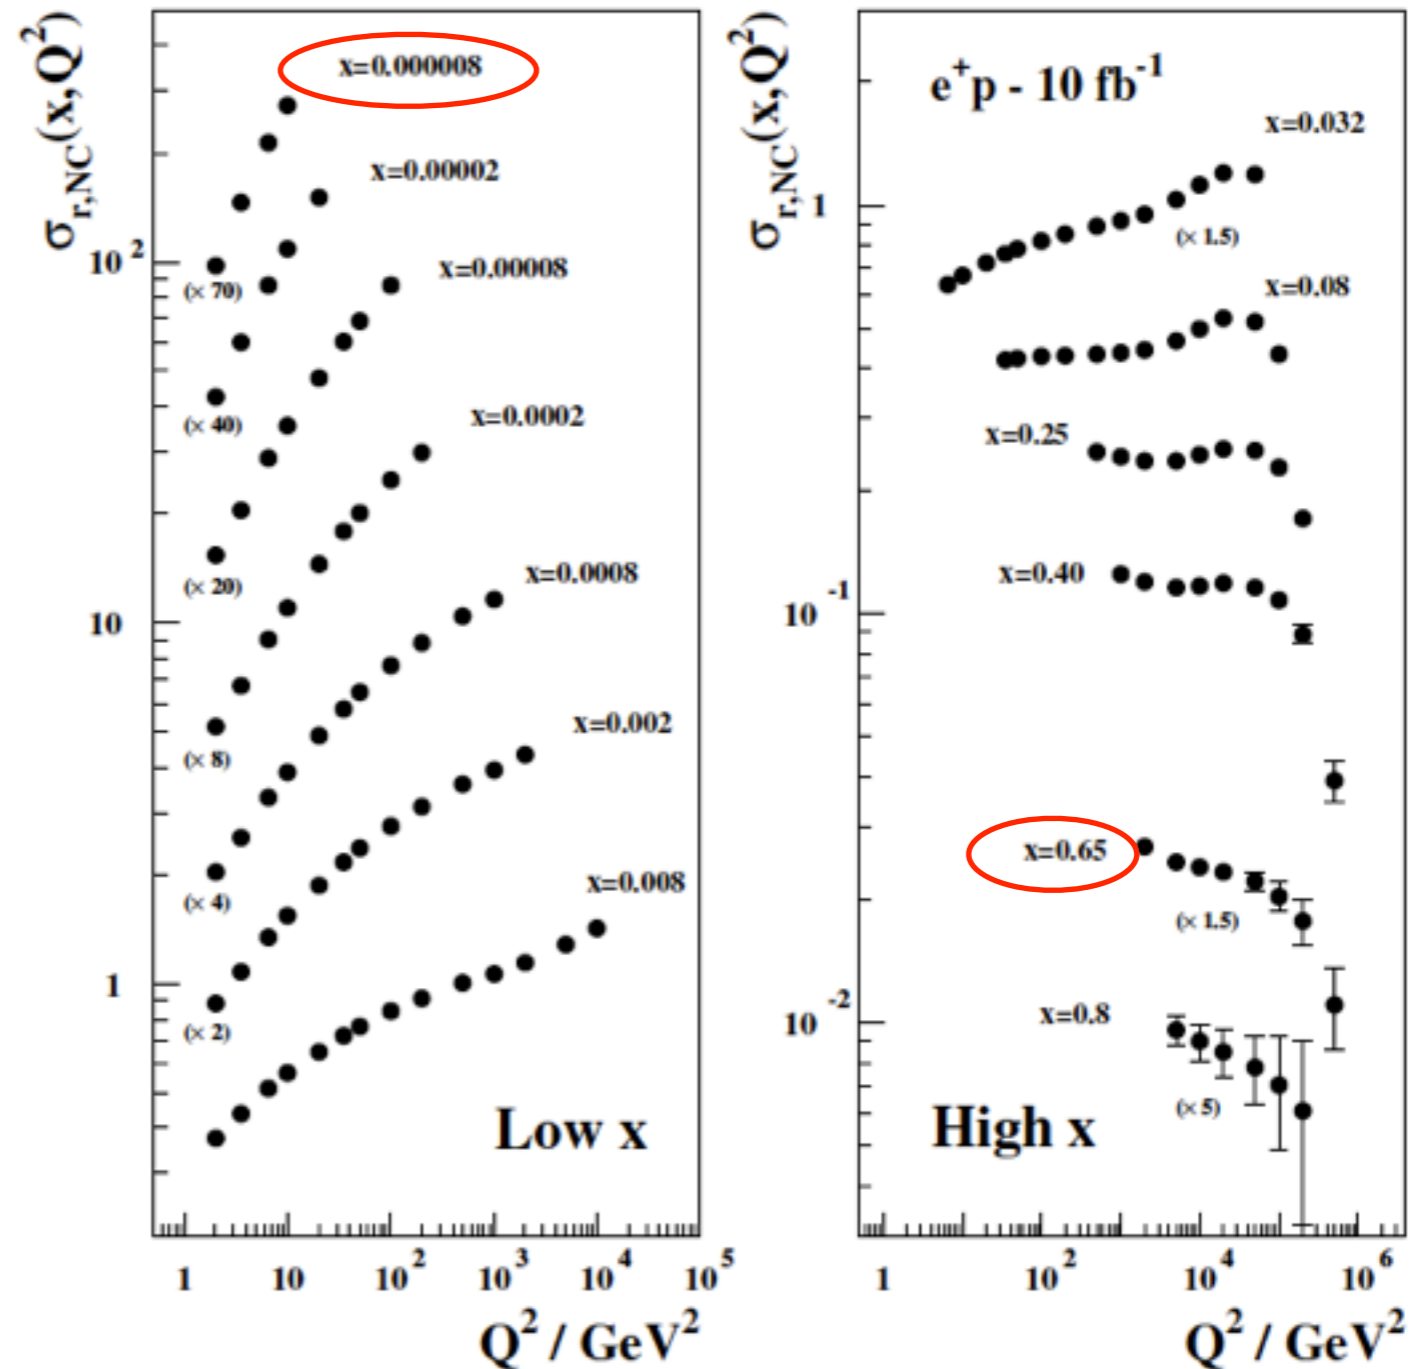 σ_r,NC(x,Q²)
10²
10
1
x=0.000008
x=0.00002
x=0.00008
x=0.0002
x=0.0008
x=0.002
x=0.008
(× 70)
(× 40)
(× 20)
(× 8)
(× 4)
(× 2)
Low x
1 10 10² 10³ 10⁴ 10⁵
Q² / GeV²
σ_r,NC(x,Q²)
1
10⁻¹
10⁻²
e⁺p - 10 fb⁻¹
x=0.032
(× 1.5)
x=0.08
x=0.25
x=0.40
x=0.65
(× 1.5)
x=0.8
(× 5)
High x
1 10² 10⁴ 10⁶
Q² / GeV²